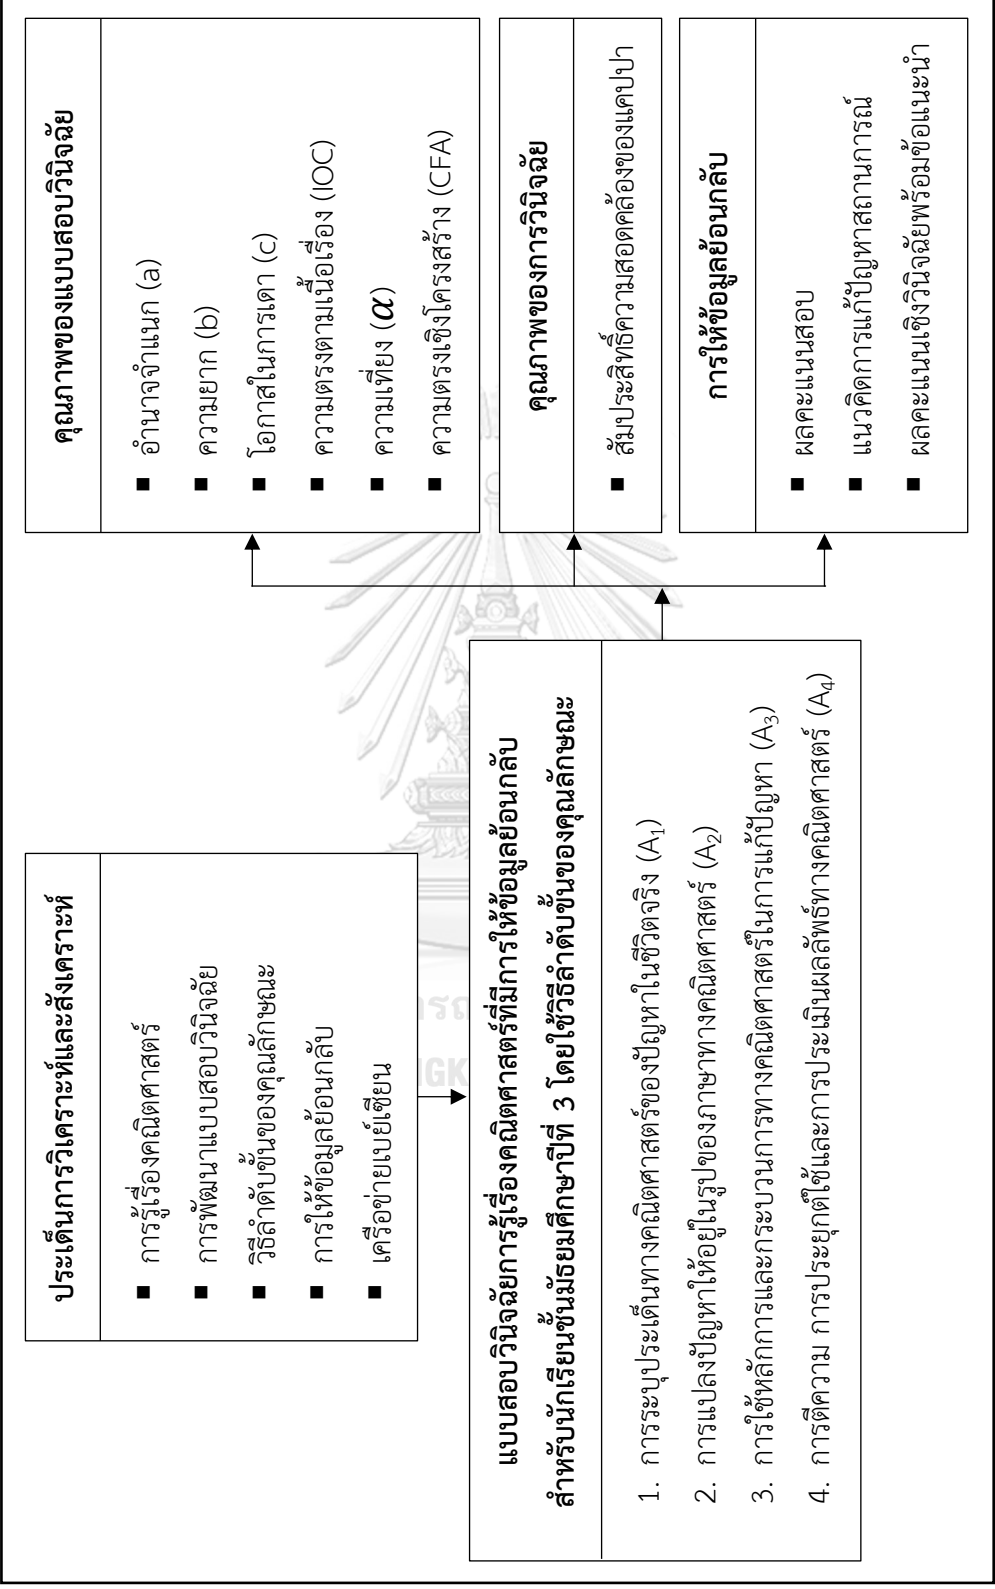 ประเด็นการวิเคราะห์และสังเคราะห์
■ การรู้เรื่องคณิตศาสตร์
■ การพัฒนาแบบสอบวินิจฉัย
■ วิธีลำดับขั้นของคุณลักษณะ
■ การให้ข้อมูลย้อนกลับ
■ เครือข่ายเบย์เซียน
แบบสอบวินิจฉัยการรู้เรื่องคณิตศาสตร์ที่มีการให้ข้อมูลย้อนกลับ
สำหรับนักเรียนชั้นมัธยมศึกษาปีที่ 3 โดยใช้วิธีลำดับขั้นของคุณลักษณะ
1. การระบุประเด็นทางคณิตศาสตร์ของปัญหาในชีวิตจริง (A₁)
2. การแปลงปัญหาให้อยู่ในรูปของภาษาทางคณิตศาสตร์ (A₂)
3. การใช้หลักการและกระบวนการทางคณิตศาสตร์ในการแก้ปัญหา (A₃)
4. การตีความ การประยุกต์ใช้และการประเมินผลลัพธ์ทางคณิตศาสตร์ (A₄)
คุณภาพของแบบสอบวินิจฉัย
■ อำนาจจำแนก (a)
■ ความยาก (b)
■ โอกาสในการเดา (c)
■ ความตรงตามเนื้อเรื่อง (IOC)
■ ความเที่ยง (α)
■ ความตรงเชิงโครงสร้าง (CFA)
คุณภาพของการวินิจฉัย
■ สัมประสิทธิ์ความสอดคล้องของแคปปา
การให้ข้อมูลย้อนกลับ
■ ผลคะแนนสอบ
■ แนวคิดการแก้ปัญหาสถานการณ์
■ ผลคะแนนเชิงวินิจฉัยพร้อมข้อแนะนำ